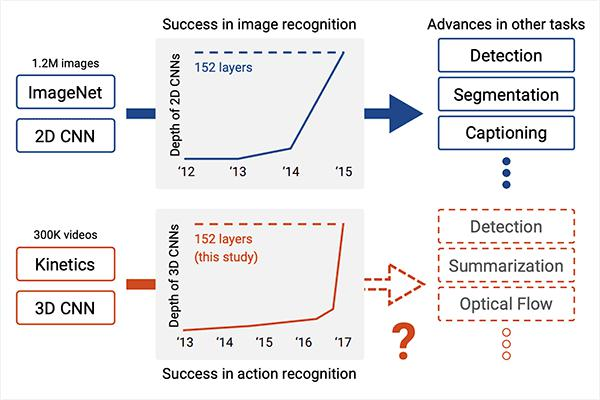 Success in image recognition
Advances in other tasks
1.2M images
ImageNet
2D CNN
Depth of 2D CNNs
152 layers
‘12 ‘13 ‘14 ‘15
Detection
Segmentation
Captioning
300K videos
Kinetics
3D CNN
Depth of 3D CNNs
152 layers
(this study)
‘13 ‘14 ‘15 ‘16 ‘17
Success in action recognition
?
Detection
Summarization
Optical Flow